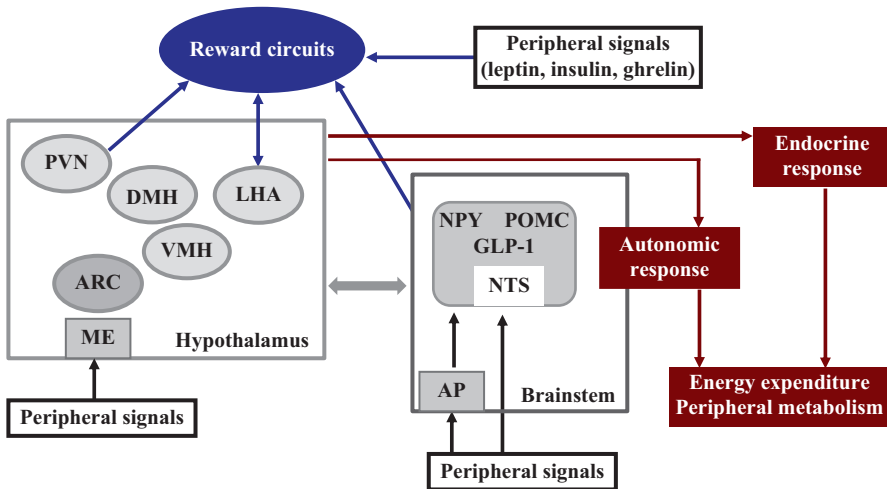 Reward circuits
Peripheral signals
(leptin, insulin, ghrelin)
PVN
DMH
LHA
VMH
ARC
ME
Hypothalamus
Peripheral signals
NPY POMC
GLP-1
NTS
AP
Brainstem
Peripheral signals
Endocrine
response
Autonomic
response
Energy expenditure
Peripheral metabolism